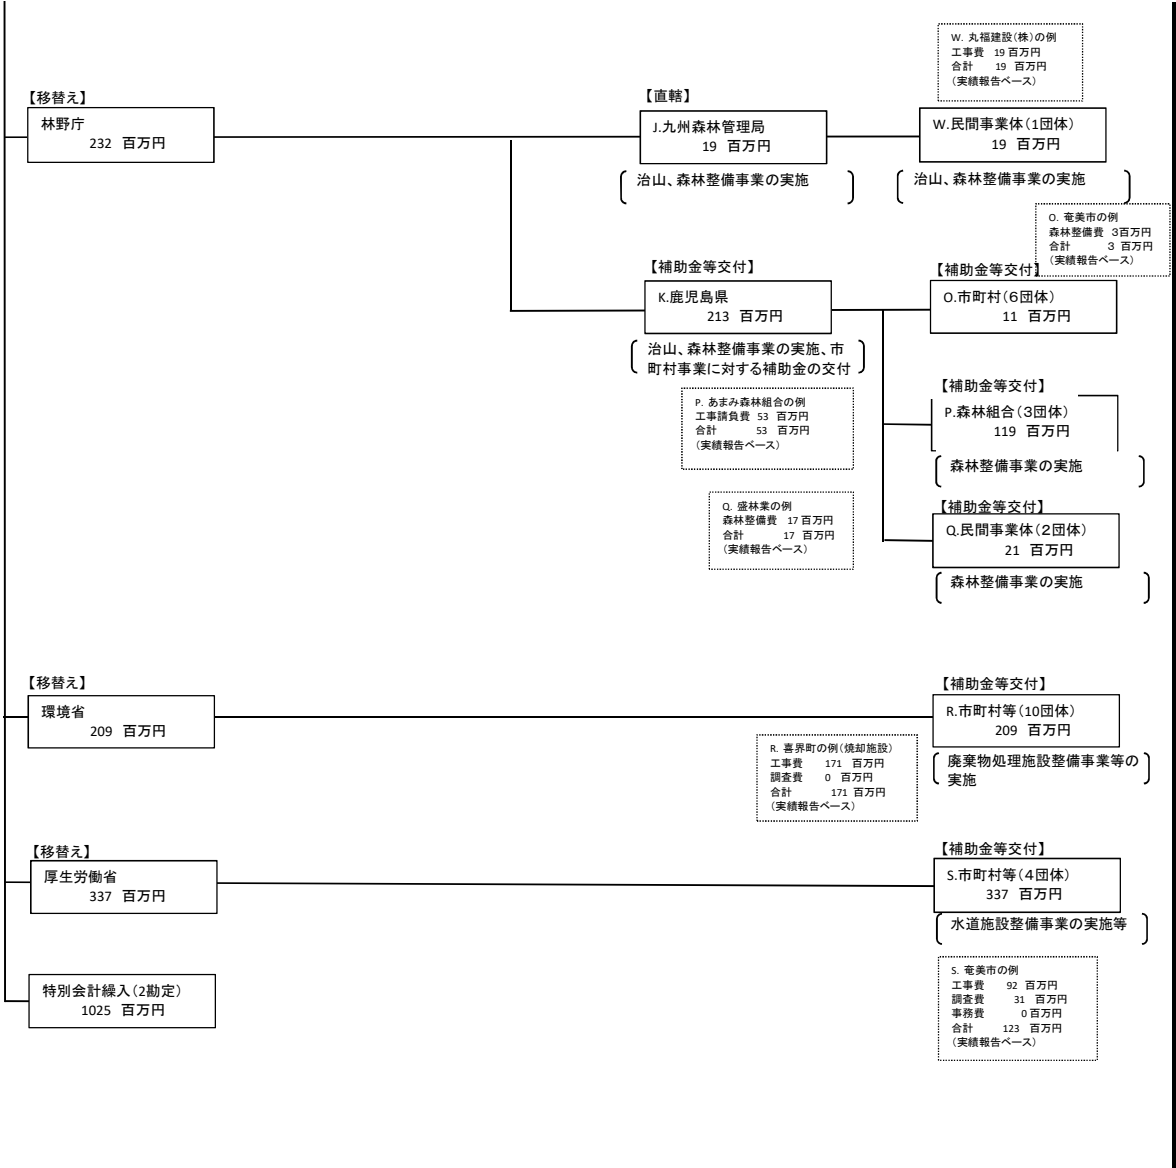 W. 丸福建設(株)の例
工事費 19 百万円
合計 19 百万円
(実績報告ベース)
【移替え】
林野庁
232 百万円
【直轄】
J.九州森林管理局
19 百万円
治山、森林整備事業の実施
W.民間事業体(1団体)
19 百万円
治山、森林整備事業の実施
O. 奄美市の例
森林整備費 3百万円
合計 3 百万円
(実績報告ベース)
【補助金等交付】
K.鹿児島県
213 百万円
治山、森林整備事業の実施、市
町村事業に対する補助金の交付
【補助金等交付】
O.市町村(6団体)
11 百万円
P. あまみ森林組合の例
工事請負費 53 百万円
合計 53 百万円
(実績報告ベース)
【補助金等交付】
P.森林組合(3団体)
119 百万円
森林整備事業の実施
Q. 盛林業の例
森林整備費 17 百万円
合計 17 百万円
(実績報告ベース)
【補助金等交付】
Q.民間事業体(2団体)
21 百万円
森林整備事業の実施
【移替え】
環境省
209 百万円
【補助金等交付】
R.市町村等(10団体)
209 百万円
廃棄物処理施設整備事業等の
実施
R. 喜界町の例(焼却施設)
工事費 171 百万円
調査費 0 百万円
合計 171 百万円
(実績報告ベース)
【移替え】
厚生労働省
337 百万円
【補助金等交付】
S.市町村等(4団体)
337 百万円
水道施設整備事業の実施等
特別会計繰入(2勘定)
1025 百万円
S. 奄美市の例
工事費 92 百万円
調査費 31 百万円
事務費 0 百万円
合計 123 百万円
(実績報告ベース)